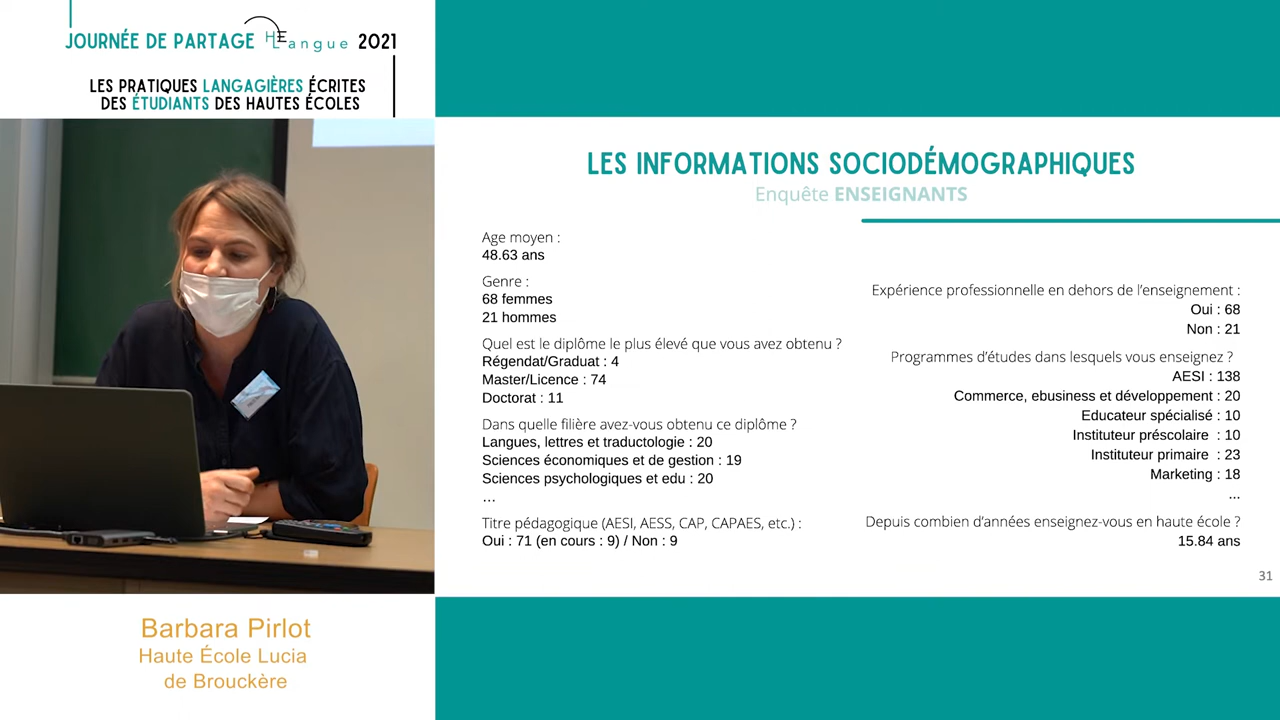 JOURNÉE DE PARTAGE HELangue 2021
LES PRATIQUES LANGAGIÈRES ÉCRITES
DES ÉTUDIANTS DES HAUTES ÉCOLES
LES INFORMATIONS SOCIODÉMOGRAPHIQUES
Enquête ENSEIGNANTS
Age moyen :
48.63 ans
Genre :
68 femmes
21 hommes
Quel est le diplôme le plus élevé que vous avez obtenu ?
Régendat/Graduat : 4
Master/Licence : 74
Doctorat : 11
Dans quelle filière avez-vous obtenu ce diplôme ?
Langues, lettres et traductologie : 20
Sciences économiques et de gestion : 19
Sciences psychologiques et edu : 20
...
Titre pédagogique (AESI, AESS, CAP, CAPAES, etc.) :
Oui : 71 (en cours : 9) / Non : 9
Expérience professionnelle en dehors de l'enseignement :
Oui : 68
Non : 21
Programmes d'études dans lesquels vous enseignez ?
AESI : 138
Commerce, ebusiness et développement : 20
Educateur spécialisé : 10
Instituteur préscolaire : 10
Instituteur primaire : 23
Marketing : 18
...
Depuis combien d'années enseignez-vous en haute école ?
15.84 ans
31
Barbara Pirlot
Haute École Lucia
de Brouckère